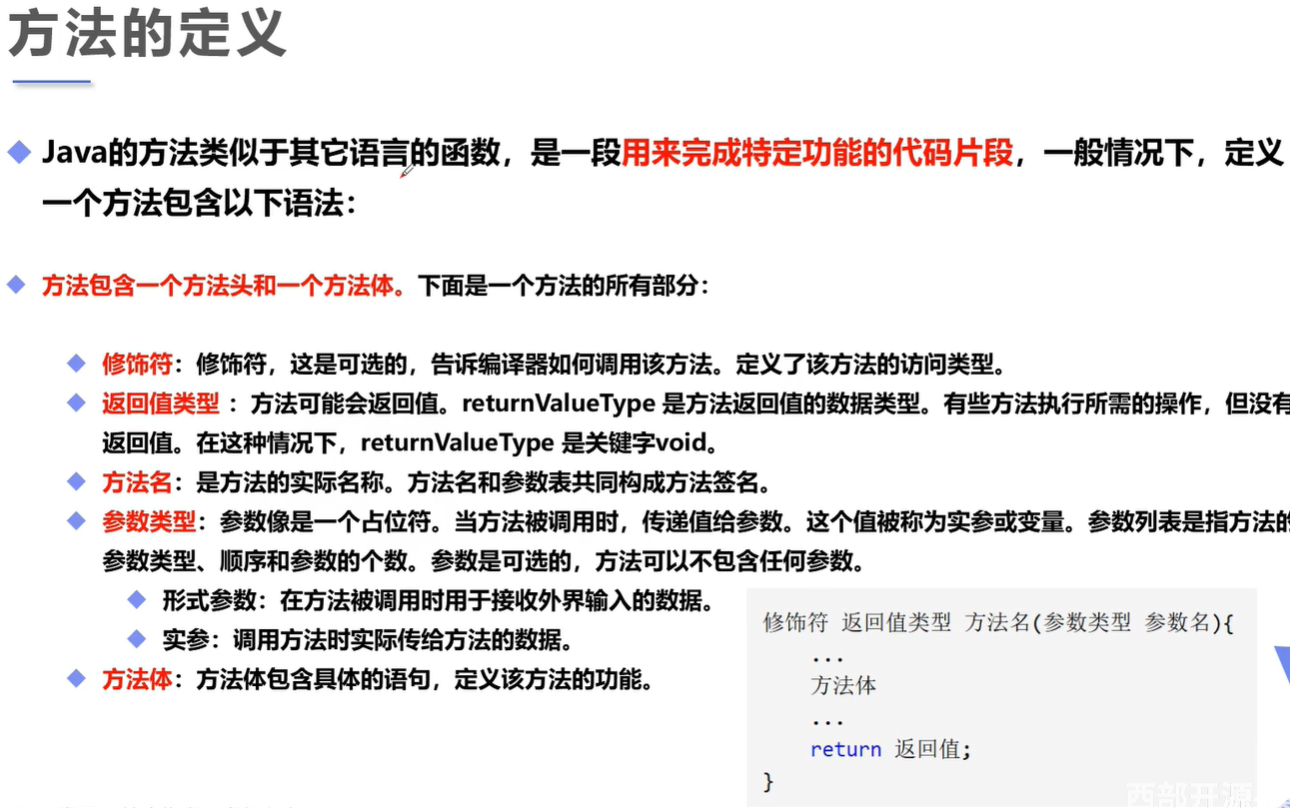 方法的定义
Java的方法类似于其它语言的函数，是一段用来完成特定功能的代码片段，一般情况下，定义
一个方法包含以下语法：
方法包含一个方法头和一个方法体。下面是一个方法的所有部分：
修饰符：修饰符，这是可选的，告诉编译器如何调用该方法。定义了该方法的访问类型。
返回值类型 ：方法可能会返回值。returnValueType 是方法返回值的数据类型。有些方法执行所需的操作，但没有
返回值。在这种情况下，returnValueType 是关键字void。
方法名：是方法的实际名称。方法名和参数表共同构成方法签名。
参数类型：参数像是一个占位符。当方法被调用时，传递值给参数。这个值被称为实参或变量。参数列表是指方法的
参数类型、顺序和参数的个数。参数是可选的，方法可以不包含任何参数。
形式参数：在方法被调用时用于接收外界输入的数据。
实参：调用方法时实际传给方法的数据。
方法体：方法体包含具体的语句，定义该方法的功能。
修饰符 返回值类型 方法名(参数类型 参数名){
...
方法体
...
return 返回值;
}
西部开源